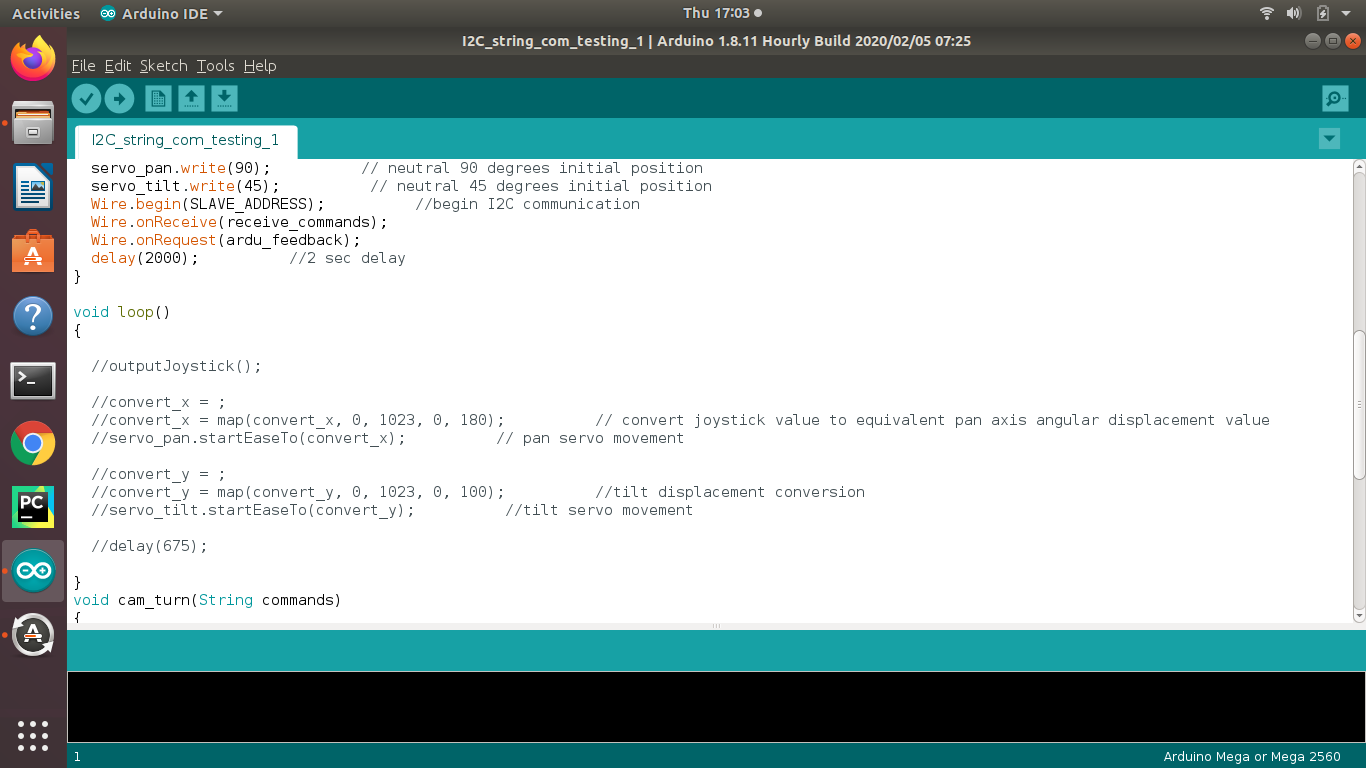 Activities Arduino IDE Thu 17:03
I2C_string_com_testing_1 | Arduino 1.8.11 Hourly Build 2020/02/05 07:25
File Edit Sketch Tools Help
I2C_string_com_testing_1
servo_pan.write(90); // neutral 90 degrees initial position
servo_tilt.write(45); // neutral 45 degrees initial position
Wire.begin(SLAVE_ADDRESS); //begin I2C communication
Wire.onReceive(receive_commands);
Wire.onRequest(ardu_feedback);
delay(2000); //2 sec delay
}
void loop()
{
//outputJoystick();
//convert_x = ;
//convert_x = map(convert_x, 0, 1023, 0, 180); // convert joystick value to equivalent pan axis angular displacement value
//servo_pan.startEaseTo(convert_x); // pan servo movement
//convert_y = ;
//convert_y = map(convert_y, 0, 1023, 0, 100); //tilt displacement conversion
//servo_tilt.startEaseTo(convert_y); //tilt servo movement
//delay(675);
}
void cam_turn(String commands)
{
PC
1 Arduino Mega or Mega 2560